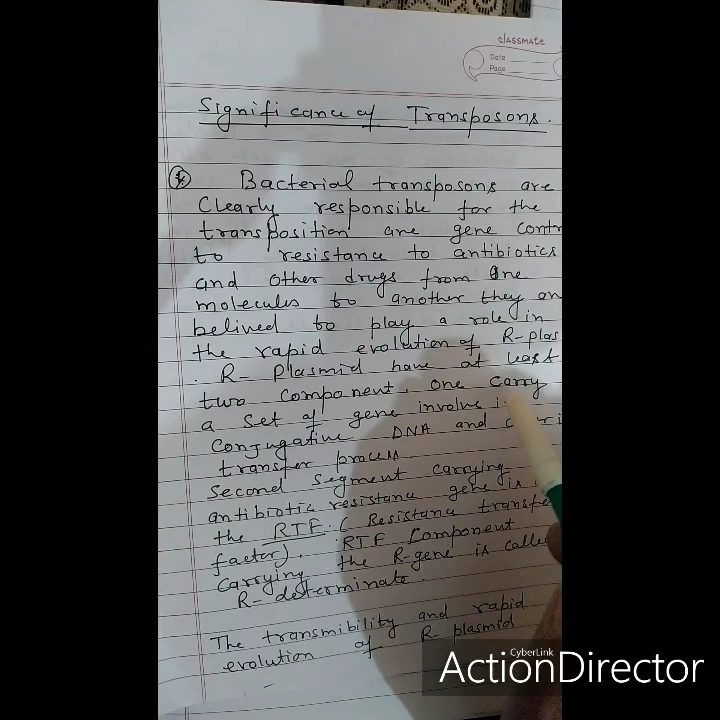 classmate
Date
Page
Significance of Transposons.
Bacterial transposons are
Clearly responsible for the
transposition are gene contr
to resistance to antibiotics
and other drugs from one
molecules to another they an
belived to play a role in
the rapid evolution of R-plas
. R- Plasmid have at least
two component. one carry
a set of gene involve i
Conjugative DNA and
transfer process.
Second segment carrying
antibiotic resistance gene is
the RTF. ( Resistance transfe
factor). RTF Component
Carrying the R-gene is calle
R- determinate.
The transmibility and rapid
evolution of R- plasmid
CyberLink
ActionDirector